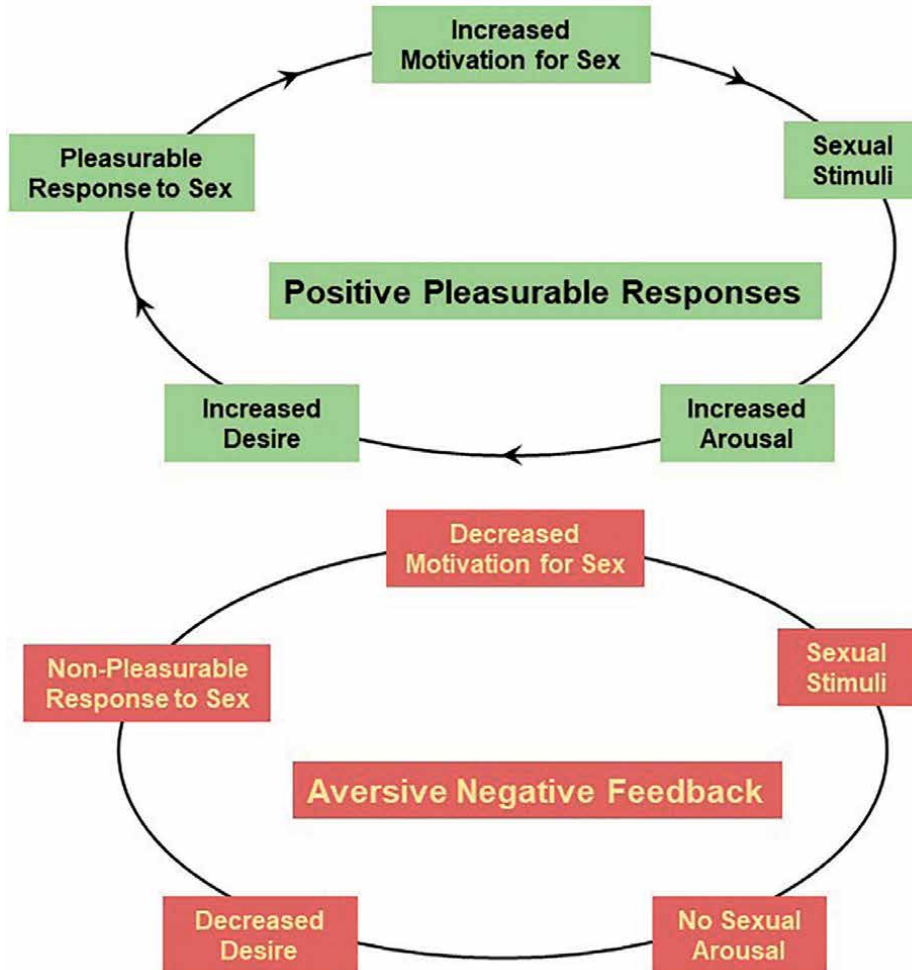 Increased
Motivation for Sex
Pleasurable
Response to Sex
Sexual
Stimuli
Positive Pleasurable Responses
Increased
Desire
Increased
Arousal
Decreased
Motivation for Sex
Non-Pleasurable
Response to Sex
Sexual
Stimuli
Aversive Negative Feedback
Decreased
Desire
No Sexual
Arousal